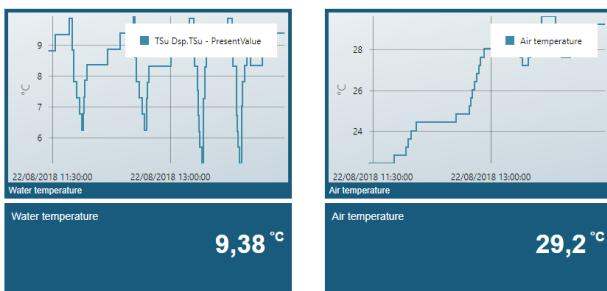 TSu Dsp.TSu - PresentValue
9
8
7
6
°C
22/08/2018 11:30:00 22/08/2018 13:00:00
Water temperature
Water temperature
9,38 °C
Air temperature
28
26
24
°C
22/08/2018 11:30:00 22/08/2018 13:00:00
Air temperature
Air temperature
29,2 °C